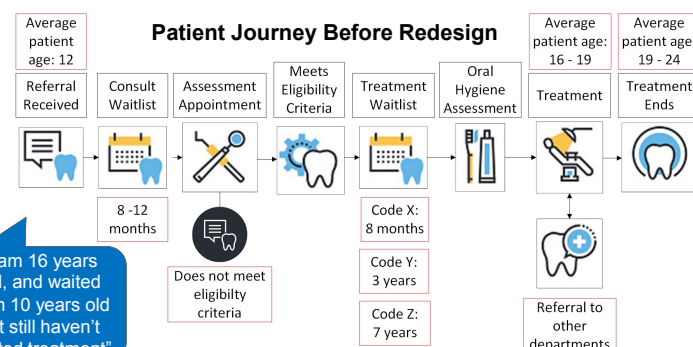 Patient Journey Before Redesign
Average
patient
age: 12
Average
patient age:
16 - 19
Average
patient age:
19 - 24
Referral
Received
Consult
Waitlist
Assessment
Appointment
Meets
Eligibility
Criteria
Treatment
Waitlist
Oral
Hygiene
Assessment
Treatment
Treatment
Ends
8 -12
months
Does not meet
eligibilty
criteria
Code X:
8 months
Code Y:
3 years
Code Z:
7 years
Referral to
other
departments
am 16 years
, and waited
10 years old
still haven't
treatment"